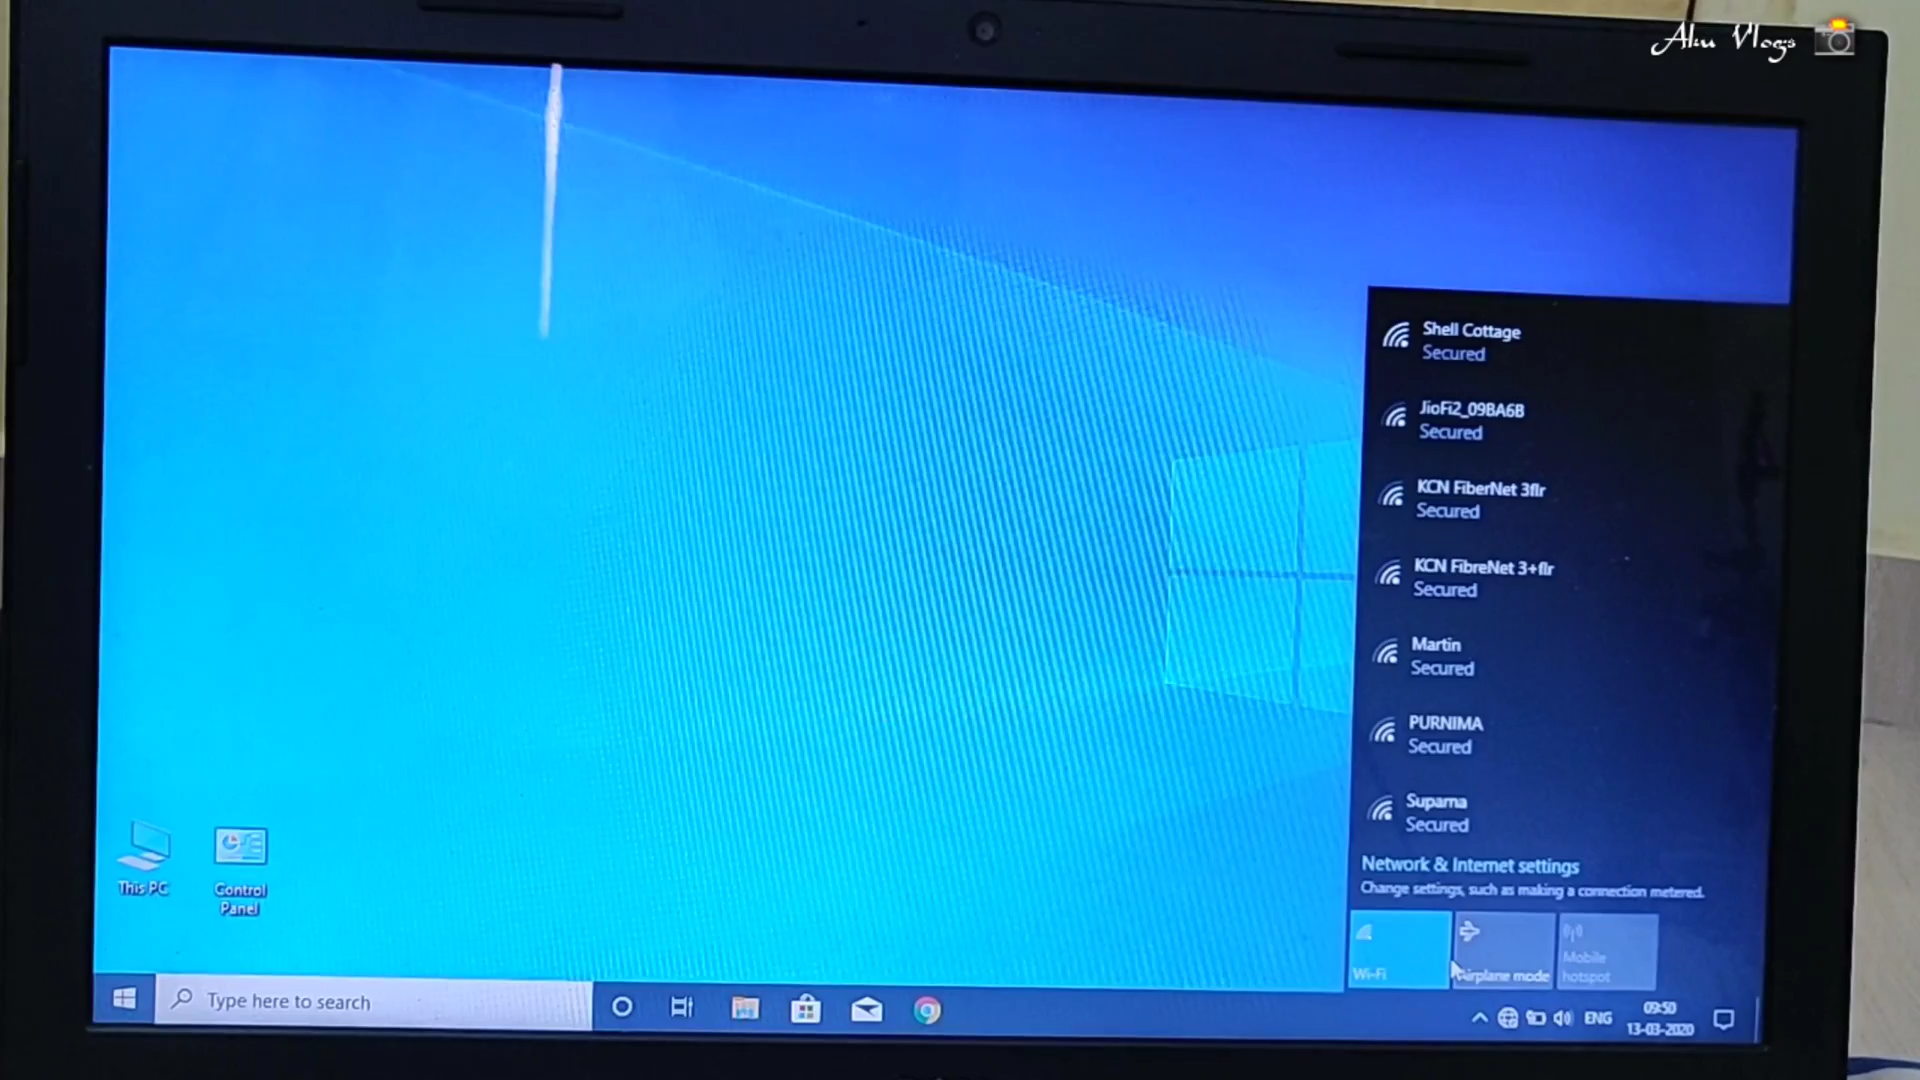 Aku Vlogs
Shell Cottage
Secured
JioFi2_09BA6B
Secured
KCN FiberNet 3flr
Secured
KCN FibreNet 3+flr
Secured
Martin
Secured
PURNIMA
Secured
Suparna
Secured
Network & Internet settings
Change settings, such as making a connection metered.
Wi-Fi
Airplane mode
Mobile
hotspot
This PC
Control
Panel
Type here to search
ENG
09:50
13-03-2020